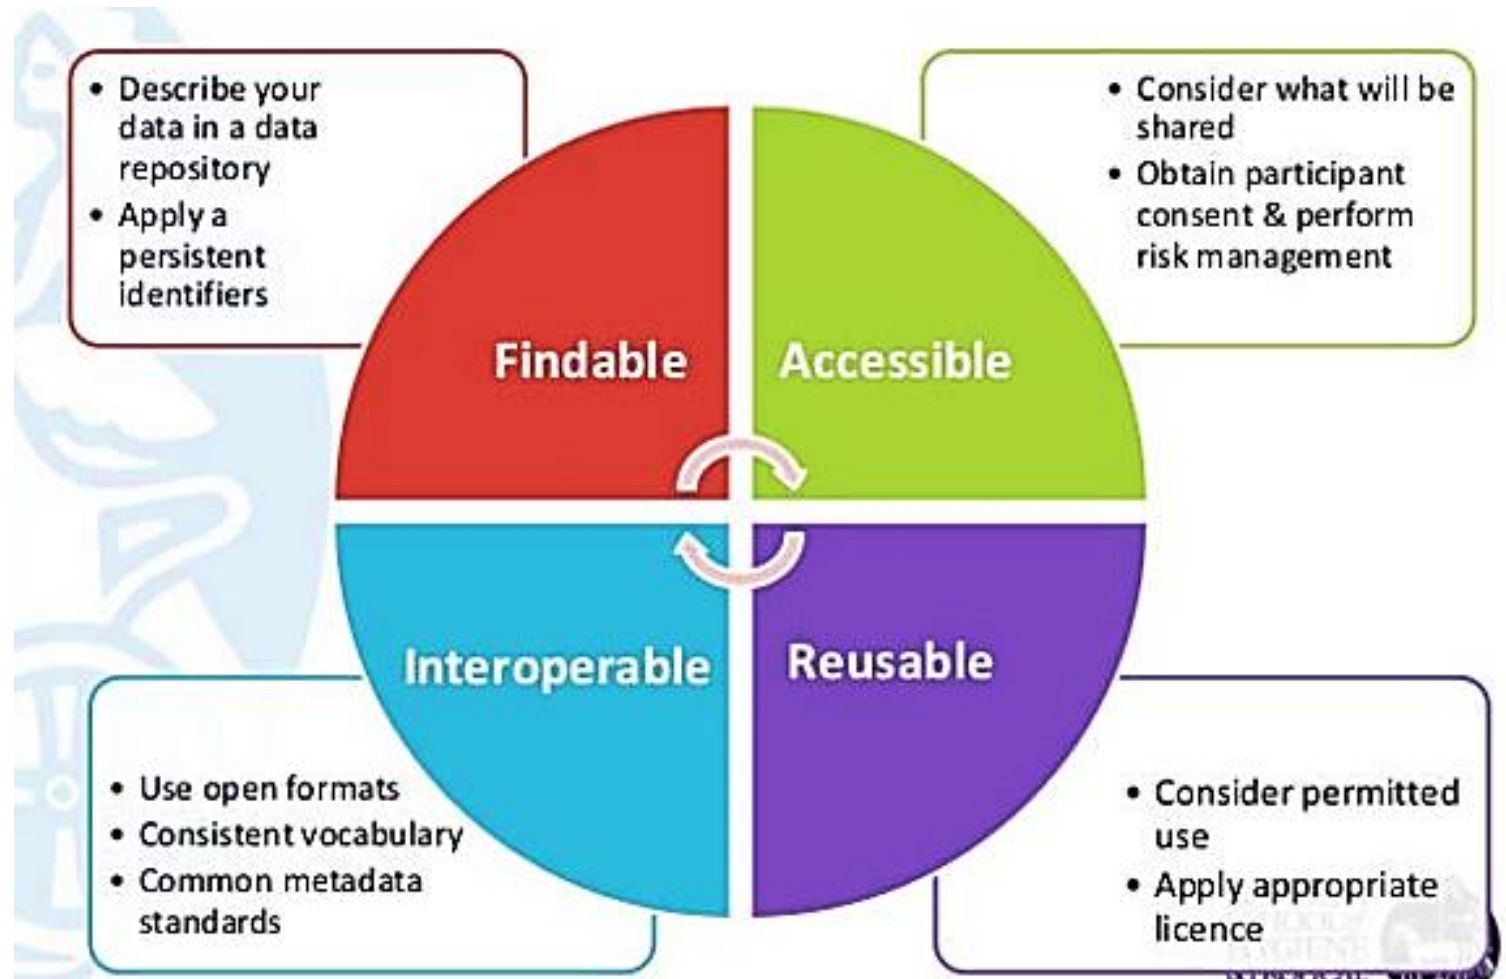 • Describe your
data in a data
repository
• Apply a
persistent
identifiers
• Consider what will be
shared
• Obtain participant
consent & perform
risk management
Findable
Accessible
Interoperable
Reusable
• Use open formats
• Consistent vocabulary
• Common metadata
standards
• Consider permitted
use
• Apply appropriate
licence
HYGIENE